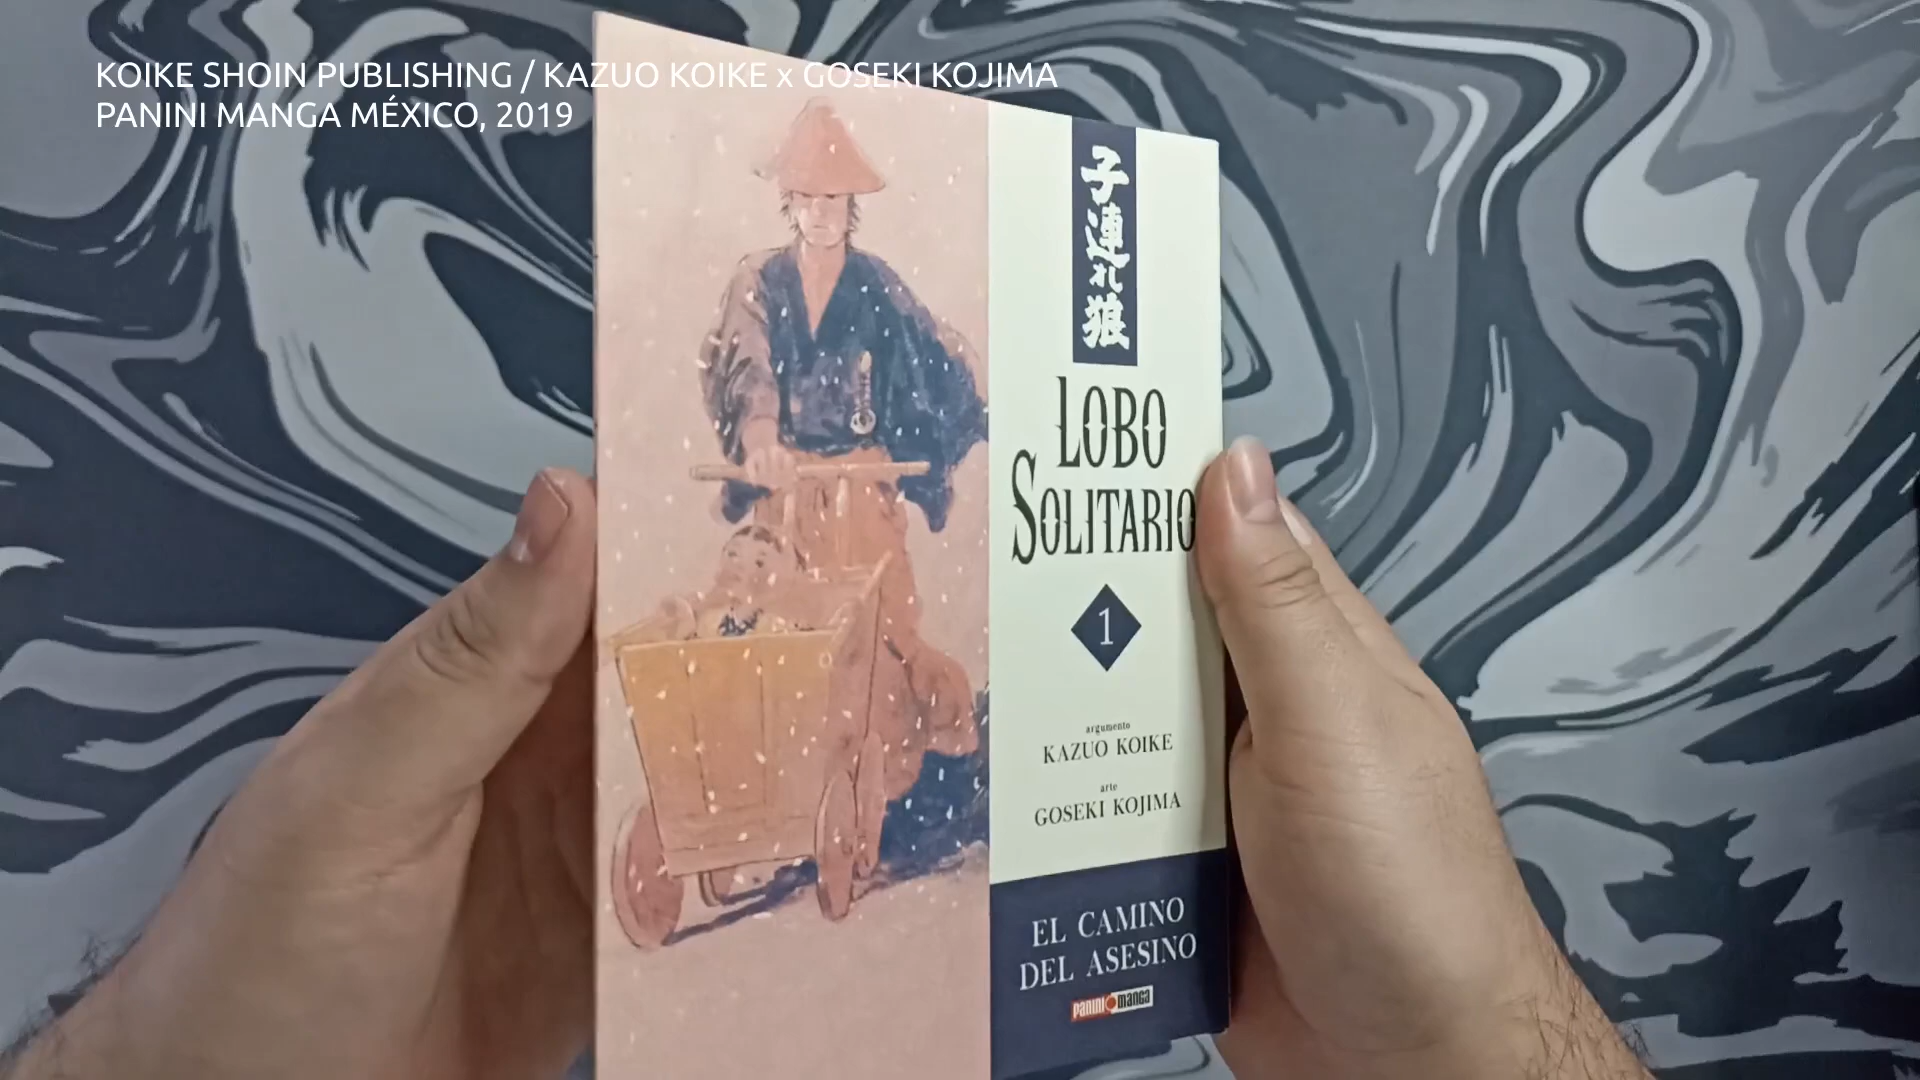 KOIKE SHOIN PUBLISHING / KAZUO KOIKE x GOSEKI KOJIMA
PANINI MANGA MÉXICO, 2019
子連れ狼
LOBO
SOLITARIO
1
argumento
KAZUO KOIKE
arte
GOSEKI KOJIMA
EL CAMINO
DEL ASESINO
PANINI MANGA